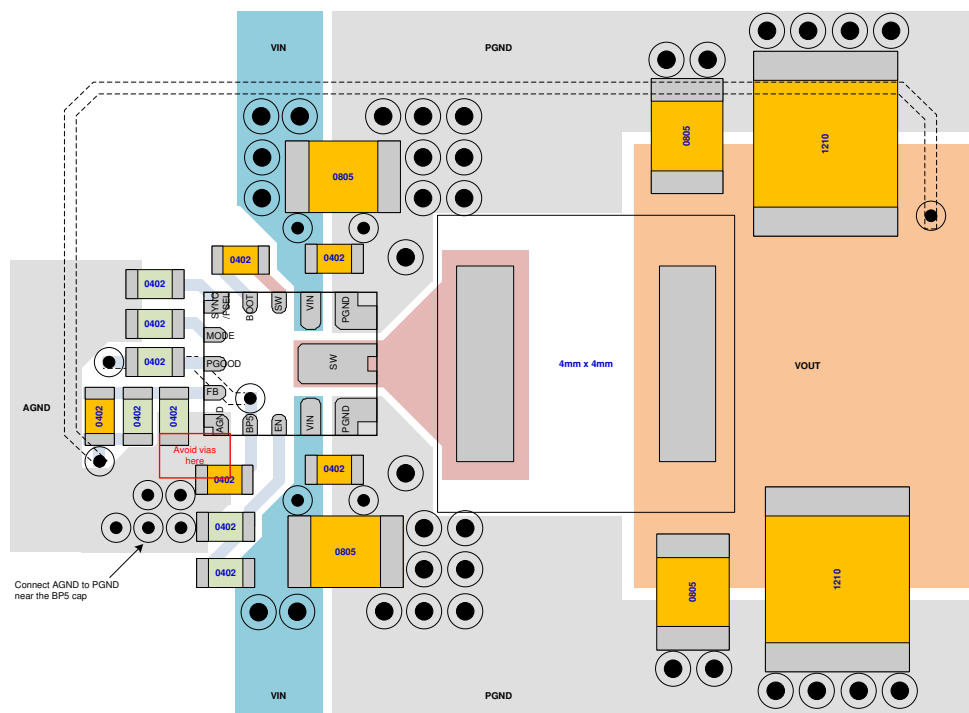 VIN
PGND
0805
1210
0805
0402
0402
0402
SYNC
/PSEL
BOOT
SW
VIN
PGND
0402
MODE
0402
PGOOD
SW
4mm x 4mm
VOUT
FB
AGND
0402
0402
0402
AGND
BP5
EN
VIN
PGND
Avoid vias
here
0402
0402
0402
0805
0402
Connect AGND to PGND
near the BP5 cap
0805
1210
VIN
PGND